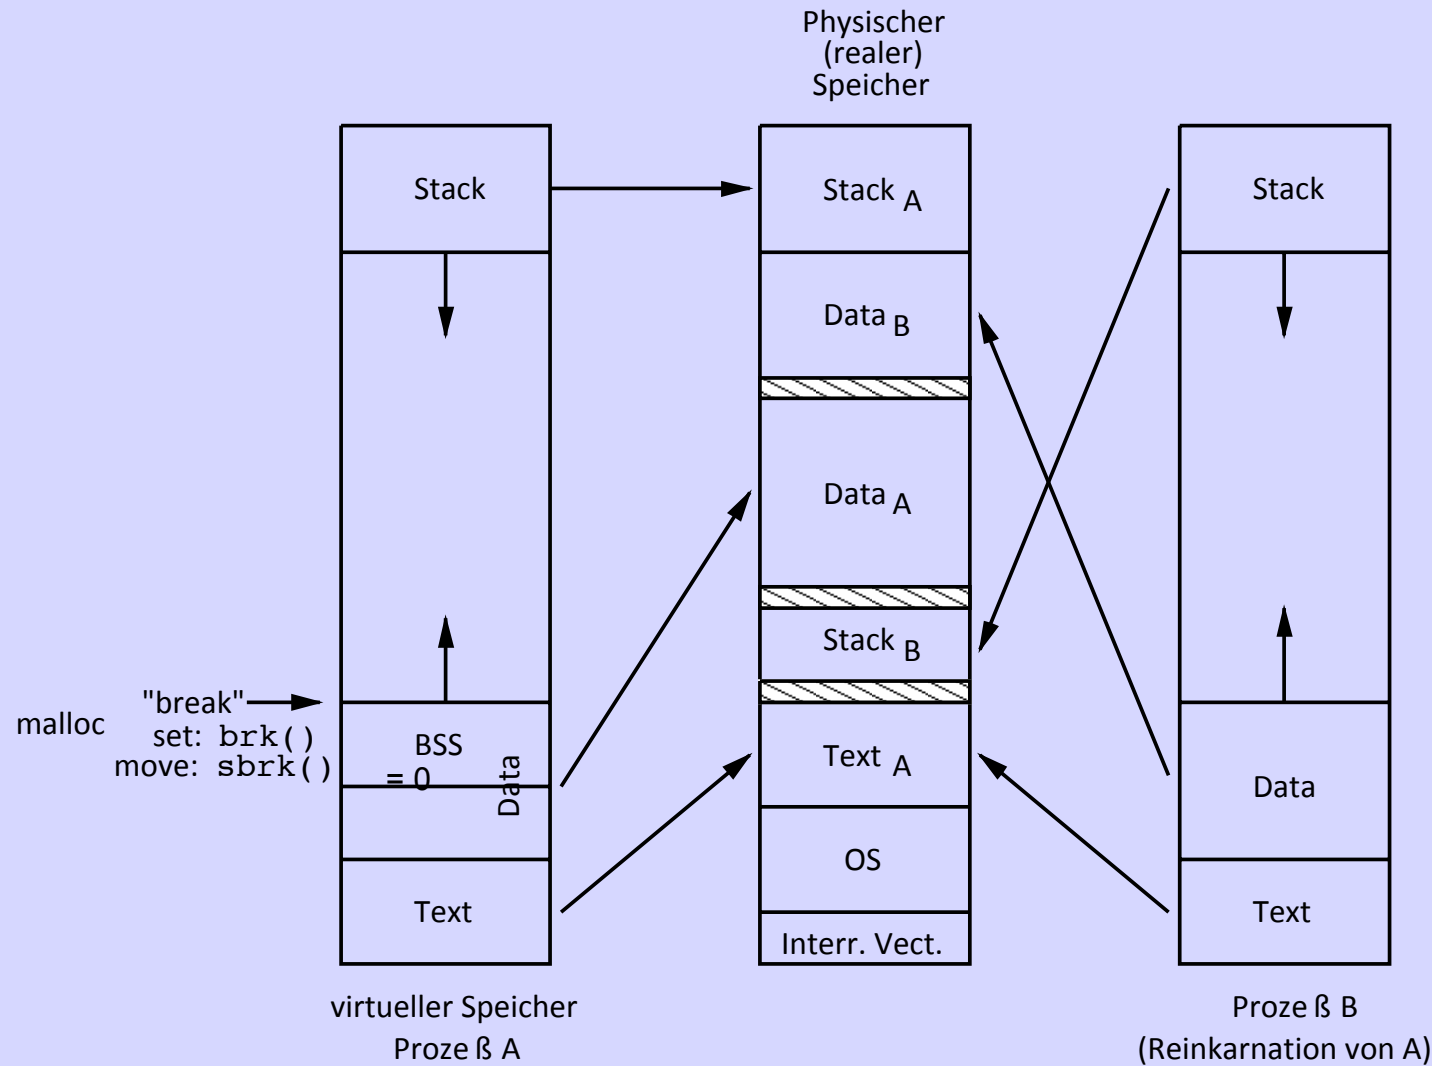 Physischer
(realer)
Speicher
Stack
Stack A
Stack
Data B
Data A
Stack B
"break"
malloc
set: brk()
move: sbrk()
BSS
= 0
Data
Text A
Data
OS
Text
Text
Interr. Vect.
virtueller Speicher
Proze ß A
Proze ß B
(Reinkarnation von A)